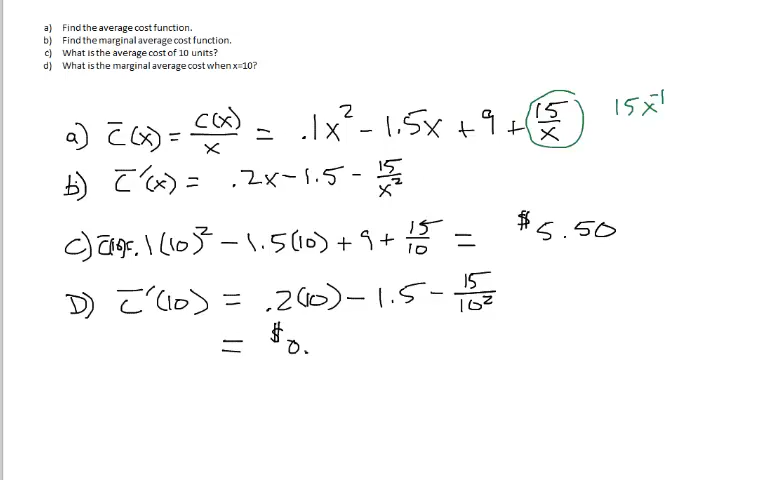 a) Find the average cost function.
b) Find the marginal average cost function.
c) What is the average cost of 10 units?
d) What is the marginal average cost when x=10?
a) C̄(x) = C(x)/x = .1x² - 1.5x + 9 + 15/x 15x⁻¹
b) C̄'(x) = .2x - 1.5 - 15/x²
C) C̄(10)= .1(10)² - 1.5(10) + 9 + 15/10 = $5.50
D) C̄'(10) = .2(10) - 1.5 - 15/10²
= $0.